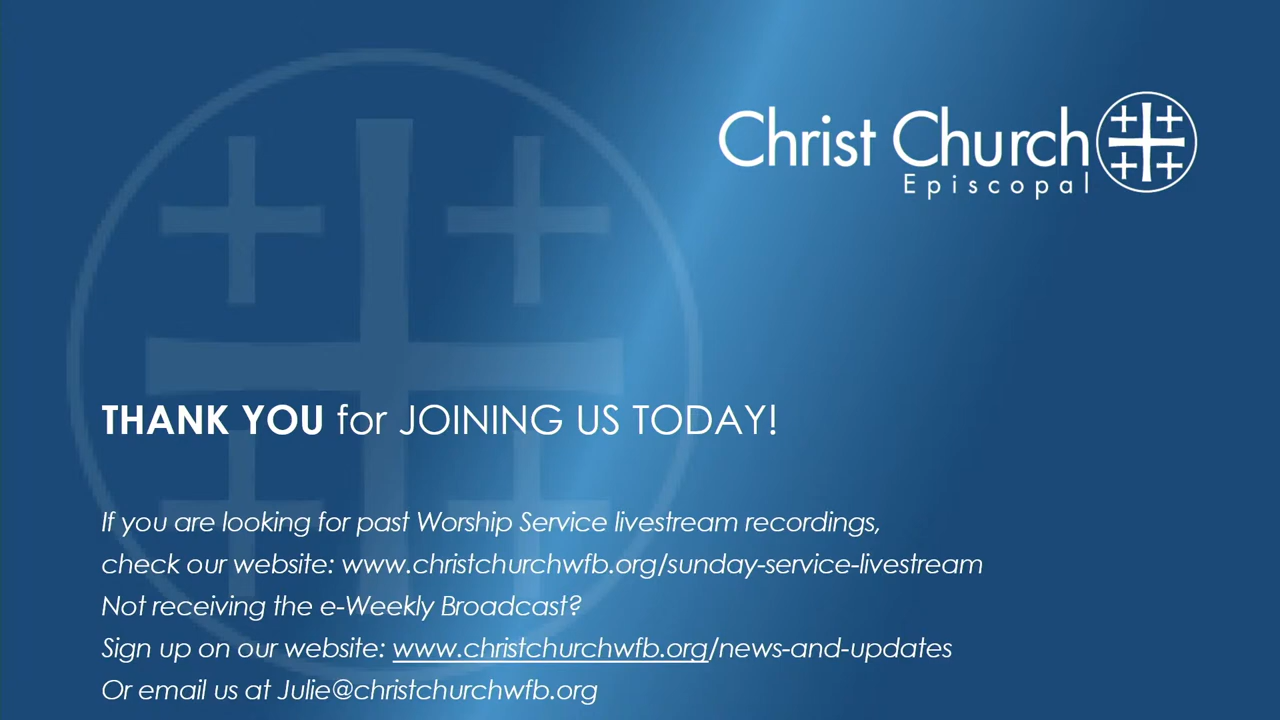 Christ Church
Episcopal
THANK YOU for JOINING US TODAY!
If you are looking for past Worship Service livestream recordings,
check our website: www.christchurchwfb.org/sunday-service-livestream
Not receiving the e-Weekly Broadcast?
Sign up on our website: www.christchurchwfb.org/news-and-updates
Or email us at Julie@christchurchwfb.org